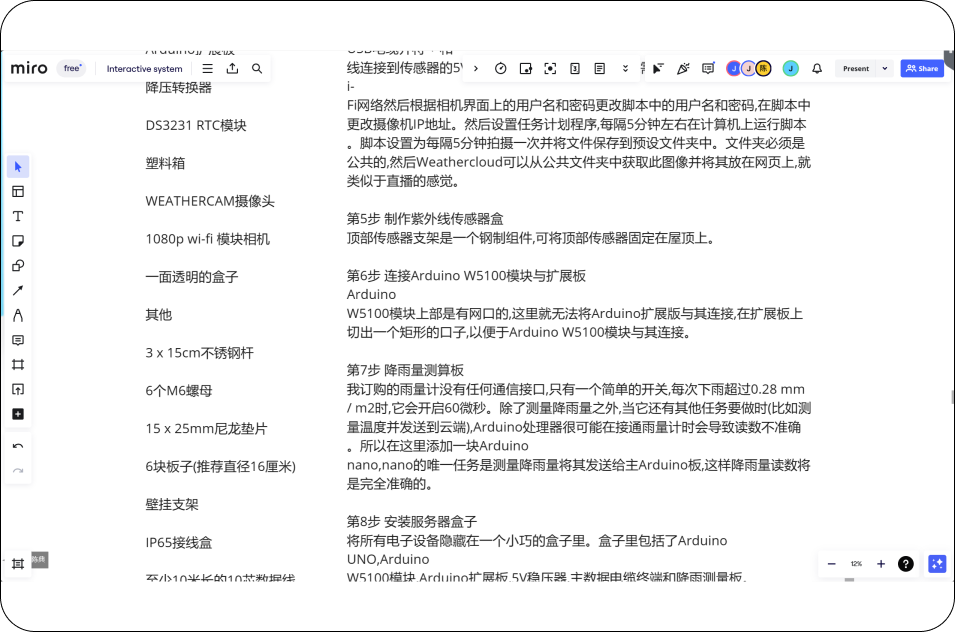 Arduino扩展板
miro
free
Interactive system
J
J
陈
J
Present
Share
降压转换器
DS3231 RTC模块
塑料箱
WEATHERCAM摄像头
1080p wi-fi 模块相机
一面透明的盒子
其他
3 x 15cm不锈钢杆
6个M6螺母
15 x 25mm尼龙垫片
6块板子(推荐直径16厘米)
壁挂支架
IP65接线盒
至少10米长的10芯数据线
线连接到传感器的5V
i-
Fi网络然后根据相机界面上的用户名和密码更改脚本中的用户名和密码,在脚本中
更改摄像机IP地址。然后设置任务计划程序,每隔5分钟左右在计算机上运行脚本
。脚本设置为每隔5分钟拍摄一次并将文件保存到预设文件夹中。文件夹必须是
公共的,然后Weathercloud可以从公共文件夹中获取此图像并将其放在网页上,就
类似于直播的感觉。
第5步 制作紫外线传感器盒
顶部传感器支架是一个钢制组件,可将顶部传感器固定在屋顶上。
第6步 连接Arduino W5100模块与扩展板
Arduino
W5100模块上部是有网口的,这里就无法将Arduino扩展版与其连接,在扩展板上
切出一个矩形的口子,以便于Arduino W5100模块与其连接。
第7步 降雨量测算板
我订购的雨量计没有任何通信接口,只有一个简单的开关,每次下雨超过0.28 mm
/ m2时,它会开启60微秒。除了测量降雨量之外,当它还有其他任务要做时(比如测
量温度并发送到云端),Arduino处理器很可能在接通雨量计时会导致读数不准确
。所以在这里添加一块Arduino
nano,nano的唯一任务是测量降雨量将其发送给主Arduino板,这样降雨量读数将
是完全准确的。
第8步 安装服务器盒子
将所有电子设备隐藏在一个小巧的盒子里。盒子里包括了Arduino
UNO,Arduino
W5100模块,Arduino扩展板,5V稳压器,主数据电缆终端和降雨测量板。
12%